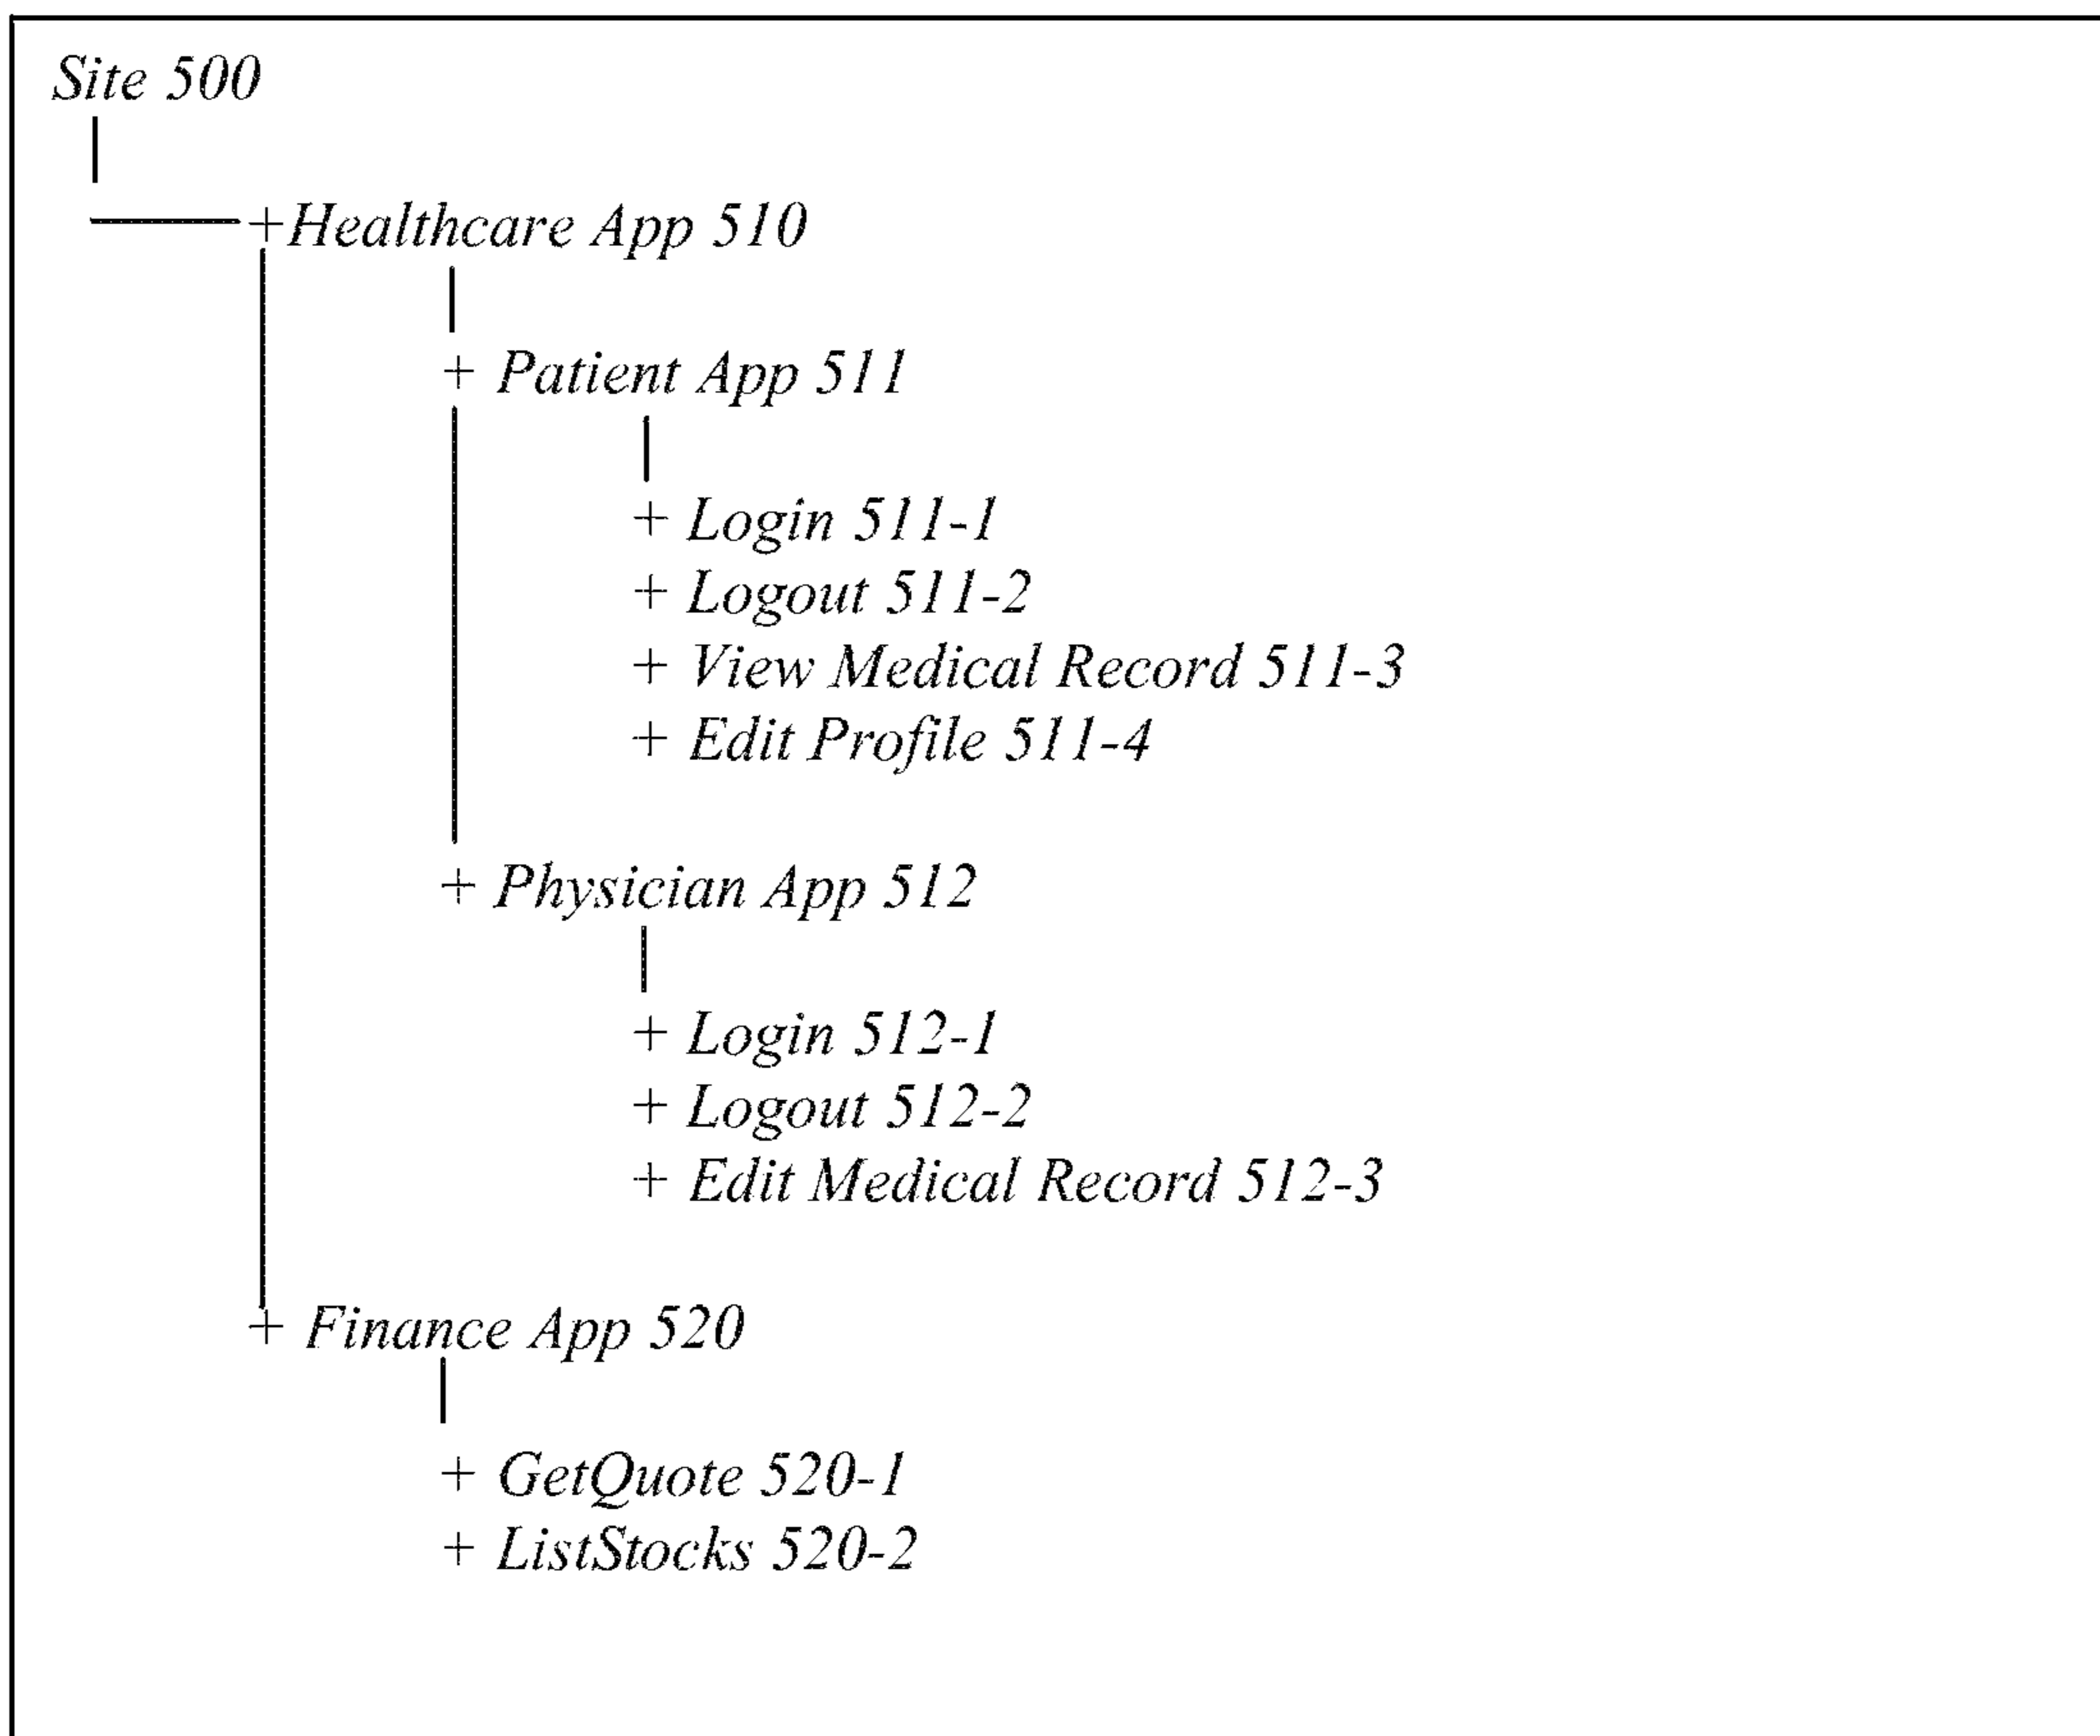 Site 500
+Healthcare App 510
+ Patient App 511
+ Login 511-1
+ Logout 511-2
+ View Medical Record 511-3
+ Edit Profile 511-4
+ Physician App 512
+ Login 512-1
+ Logout 512-2
+ Edit Medical Record 512-3
+ Finance App 520
+ GetQuote 520-1
+ ListStocks 520-2